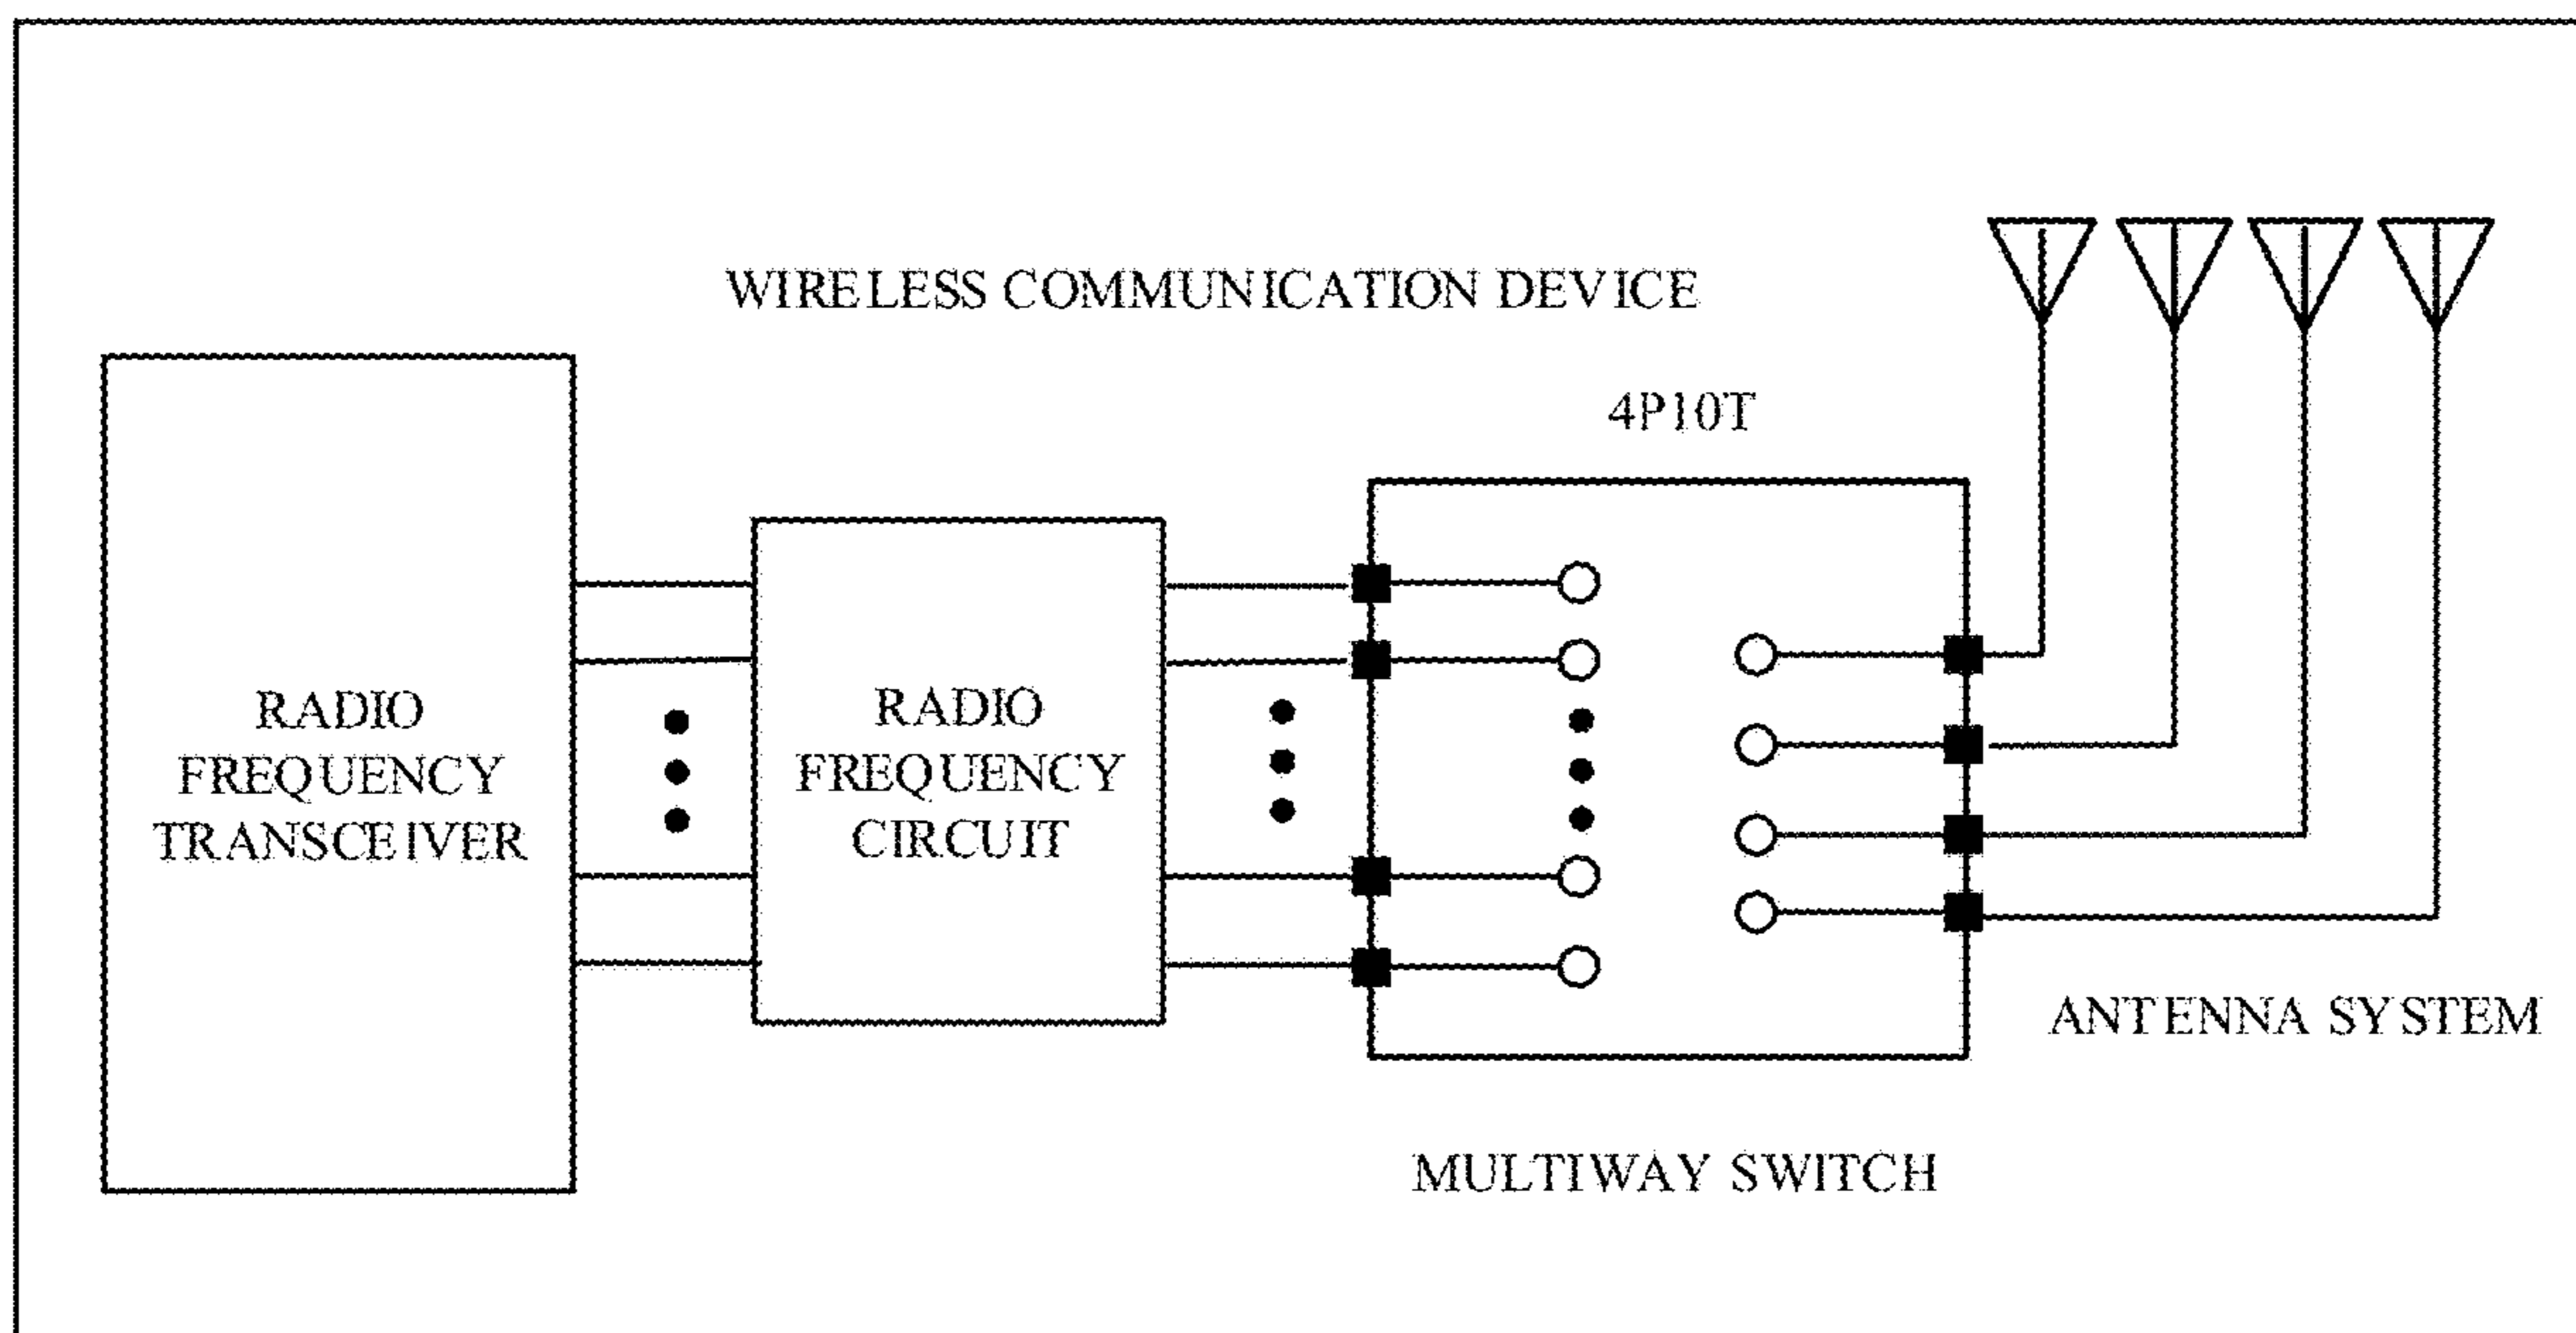 WIRELESS COMMUNICATION DEVICE
4P10T
RADIO
FREQUENCY
TRANSCEIVER
RADIO
FREQUENCY
CIRCUIT
ANTENNA SYSTEM
MULTIWAY SWITCH